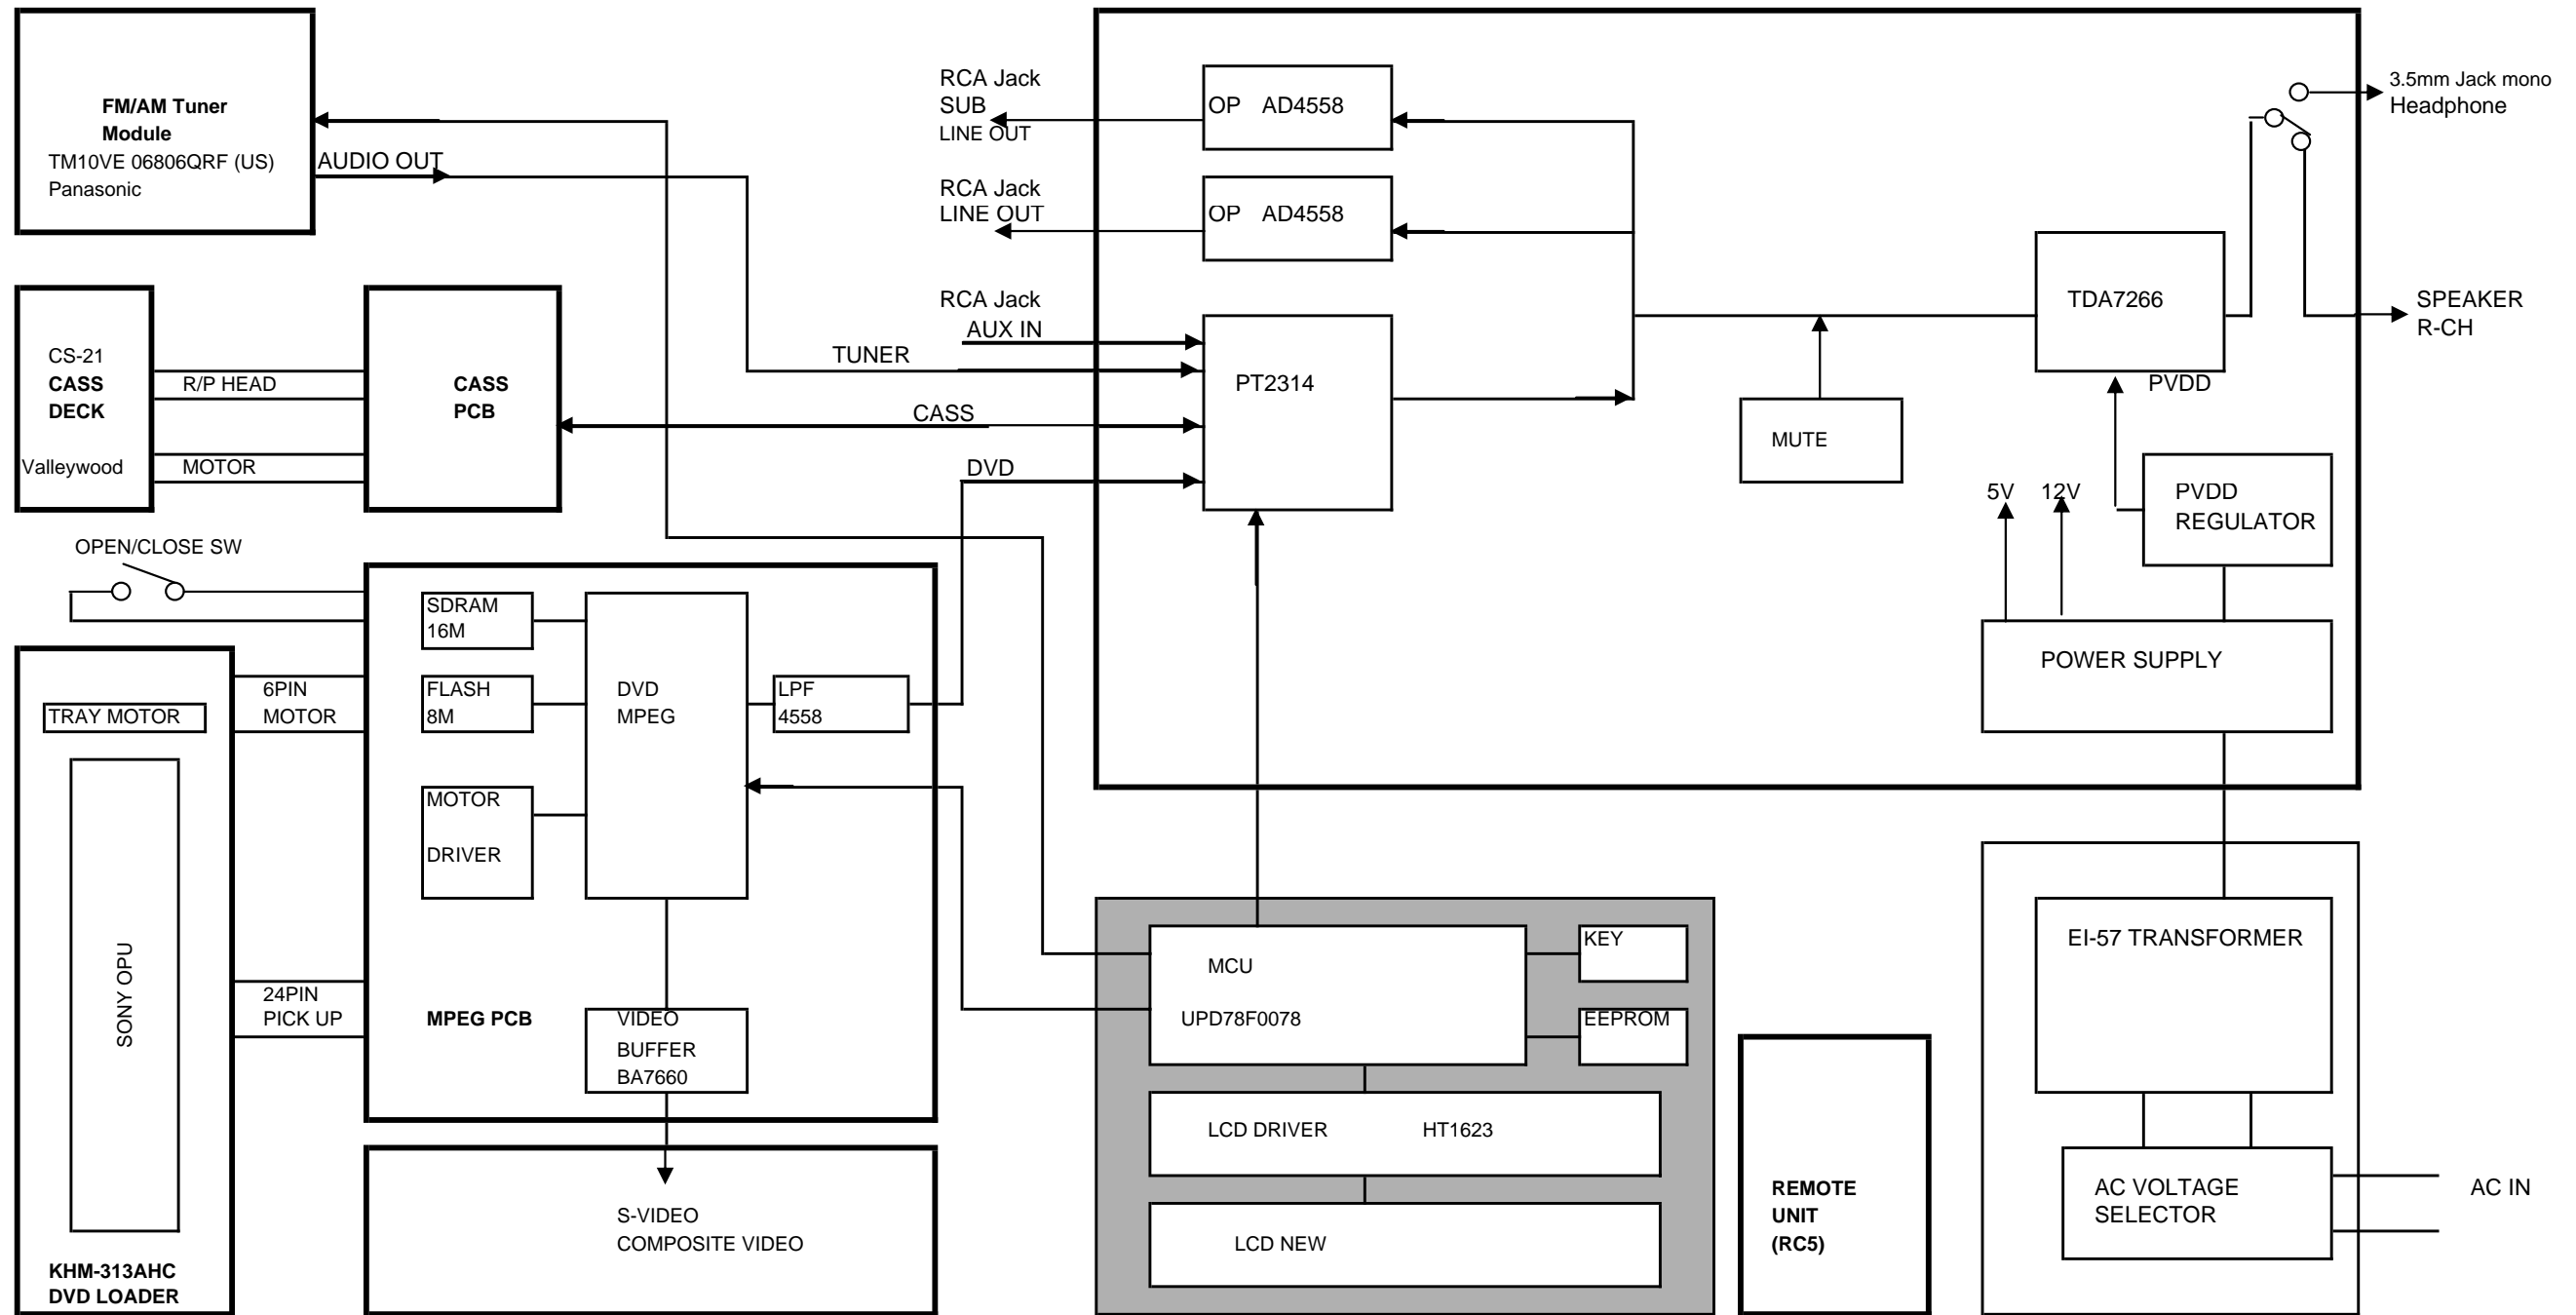 FM/AM Tuner
Module
TM10VE 06806QRF (US)
Panasonic
AUDIO OUT
CS-21
CASS
DECK
Valleywood
R/P HEAD
MOTOR
CASS
PCB
TUNER
CASS
DVD
RCA Jack
SUB
LINE OUT
RCA Jack
LINE OUT
RCA Jack
AUX IN
OP AD4558
OP AD4558
PT2314
MUTE
TDA7266
PVDD
3.5mm Jack mono
Headphone
SPEAKER
R-CH
5V 12V
PVDD
REGULATOR
POWER SUPPLY
OPEN/CLOSE SW
TRAY MOTOR
SONY OPU
KHM-313AHC
DVD LOADER
6PIN
MOTOR
24PIN
PICK UP
SDRAM
16M
FLASH
8M
MOTOR
DRIVER
DVD
MPEG
LPF
4558
MPEG PCB
VIDEO
BUFFER
BA7660
S-VIDEO
COMPOSITE VIDEO
MCU
UPD78F0078
KEY
EEPROM
LCD DRIVER HT1623
LCD NEW
REMOTE
UNIT
(RC5)
EI-57 TRANSFORMER
AC VOLTAGE
SELECTOR
AC IN